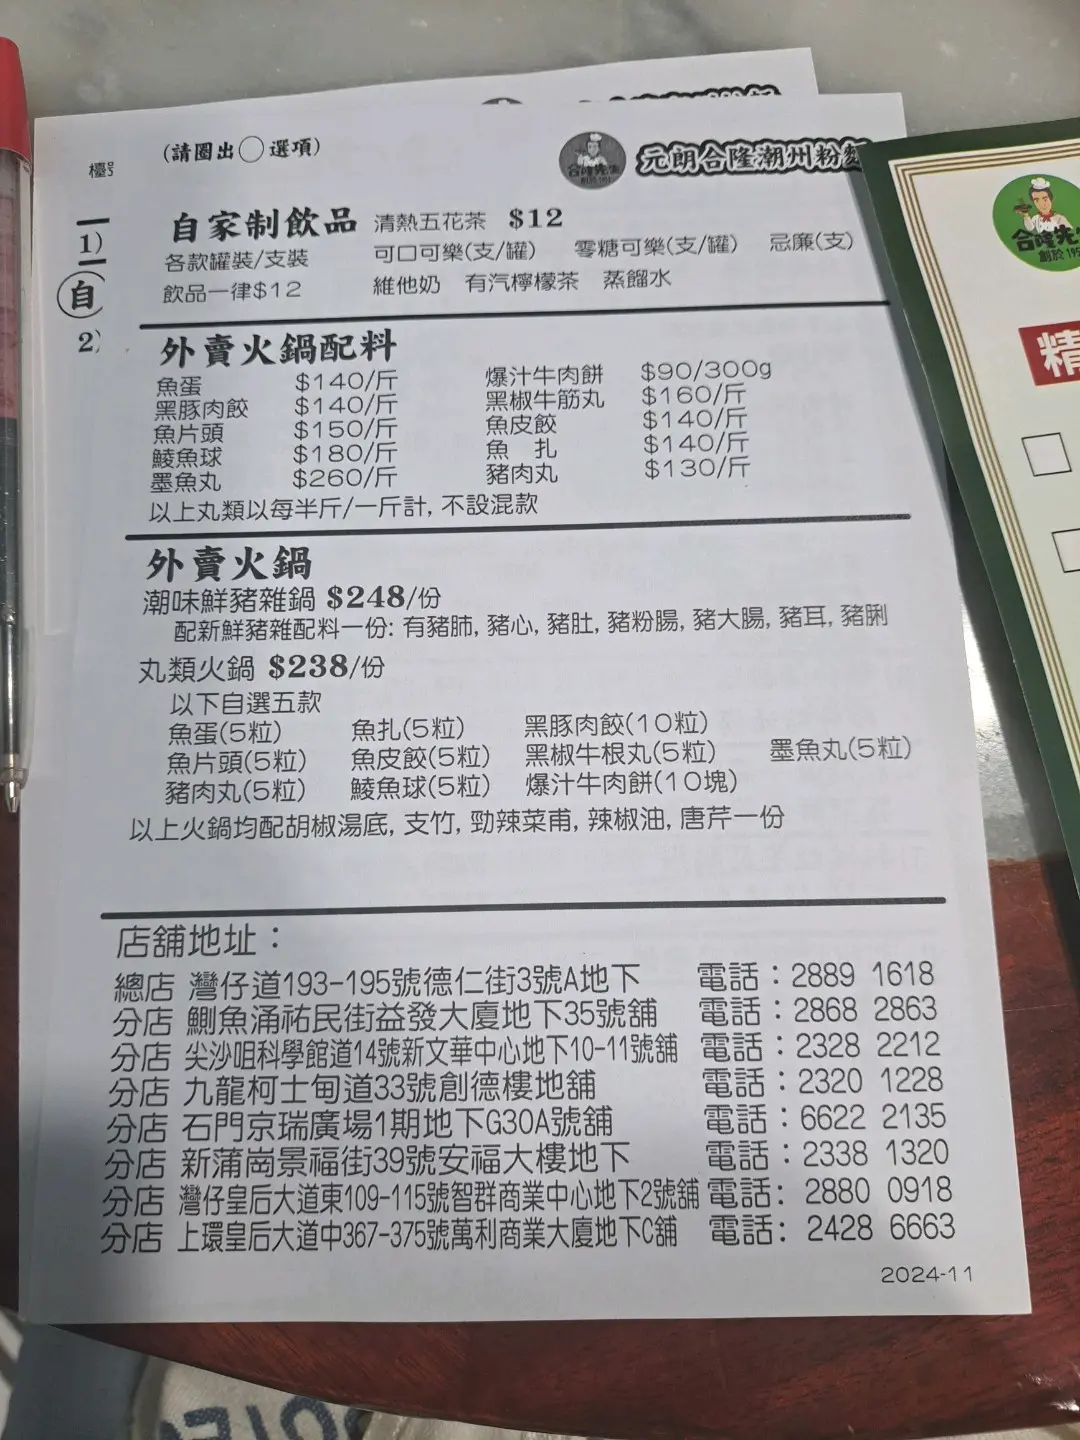 (請圈出○選項)
檯號
元朗合隆潮州粉麵
合隆先生
1)
自
2)
自家制飲品 清熱五花茶 $12
各款罐裝/支裝 可口可樂(支/罐) 零糖可樂(支/罐) 忌廉(支)
飲品一律$12 維他奶 有汽檸檬茶 蒸餾水
外賣火鍋配料
魚蛋 $140/斤 爆汁牛肉餅 $90/300g
黑豚肉餃 $140/斤 黑椒牛筋丸 $160/斤
魚片頭 $150/斤 魚皮餃 $140/斤
鯪魚球 $180/斤 魚 扎 $140/斤
墨魚丸 $260/斤 豬肉丸 $130/斤
以上丸類以每半斤/一斤計, 不設混款
外賣火鍋
潮味鮮豬雜鍋 $248/份
配新鮮豬雜配料一份: 有豬肺, 豬心, 豬肚, 豬粉腸, 豬大腸, 豬耳, 豬脷
丸類火鍋 $238/份
以下自選五款
魚蛋(5粒) 魚扎(5粒) 黑豚肉餃(10粒)
魚片頭(5粒) 魚皮餃(5粒) 黑椒牛根丸(5粒) 墨魚丸(5粒)
豬肉丸(5粒) 鯪魚球(5粒) 爆汁牛肉餅(10塊)
以上火鍋均配胡椒湯底, 支竹, 勁辣菜甫, 辣椒油, 唐芹一份
店舖地址：
總店 灣仔道193-195號德仁街3號A地下 電話：2889 1618
分店 鰂魚涌祐民街益發大廈地下35號舖 電話：2868 2863
分店 尖沙咀科學館道14號新文華中心地下10-11號舖 電話：2328 2212
分店 九龍柯士甸道33號創德樓地舖 電話：2320 1228
分店 石門京瑞廣場1期地下G30A號舖 電話：6622 2135
分店 新蒲崗景福街39號安福大樓地下 電話：2338 1320
分店 灣仔皇后大道東109-115號智群商業中心地下2號舖 電話：2880 0918
分店 上環皇后大道中367-375號萬利商業大廈地下C舖 電話：2428 6663
2024-11
合隆先
創於 195
精